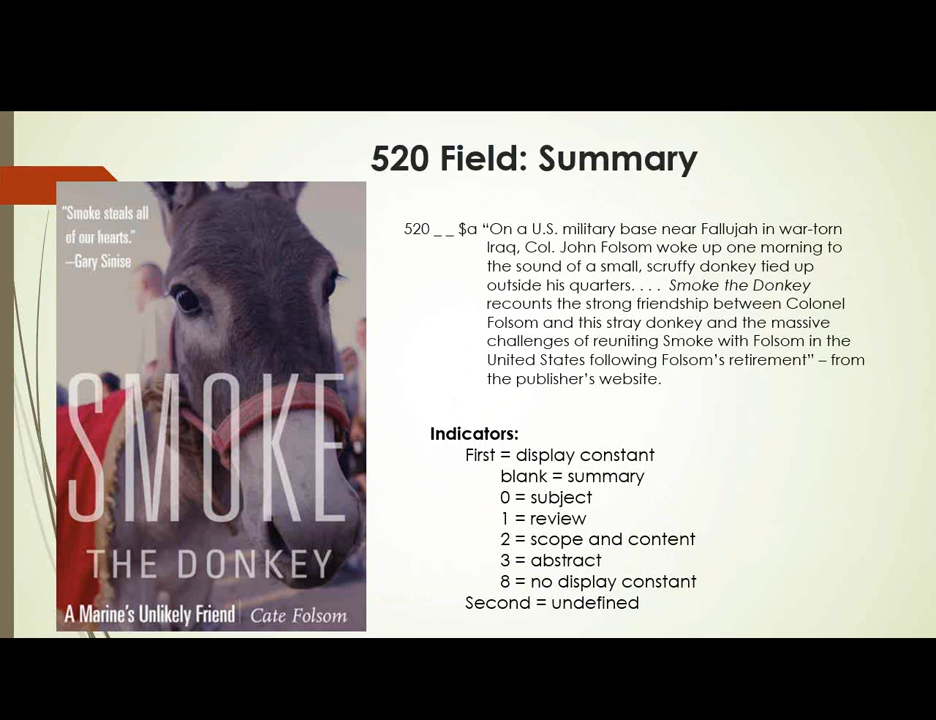 520 Field: Summary
“Smoke steals all
of our hearts.”
—Gary Sinise
SMOKE
THE DONKEY
A Marine’s Unlikely Friend | Cate Folsom
520 _ _ $a “On a U.S. military base near Fallujah in war-torn
Iraq, Col. John Folsom woke up one morning to
the sound of a small, scruffy donkey tied up
outside his quarters. . . . Smoke the Donkey
recounts the strong friendship between Colonel
Folsom and this stray donkey and the massive
challenges of reuniting Smoke with Folsom in the
United States following Folsom’s retirement” – from
the publisher’s website.
Indicators:
First = display constant
blank = summary
0 = subject
1 = review
2 = scope and content
3 = abstract
8 = no display constant
Second = undefined